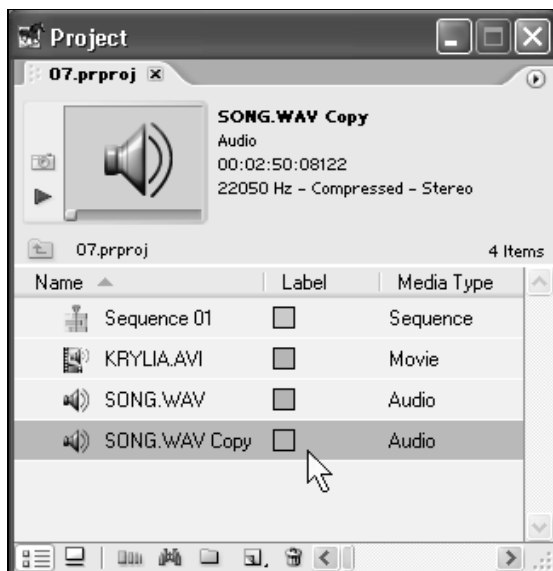 Project
07.prproj
SONG.WAV Copy
Audio
00:02:50:08122
22050 Hz - Compressed - Stereo
07.prproj 4 Items
Name Label Media Type
Sequence 01 Sequence
KRYLIA.AVI Movie
SONG.WAV Audio
SONG.WAV Copy Audio